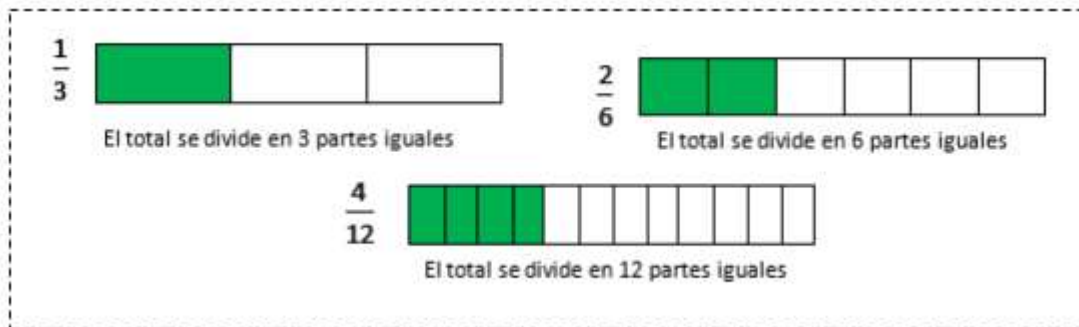 1
3
El total se divide en 3 partes iguales
2
6
El total se divide en 6 partes iguales
4
12
El total se divide en 12 partes iguales